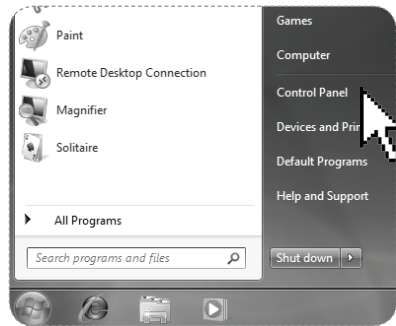 Paint
Remote Desktop Connection
Magnifier
Solitaire
All Programs
Search programs and files
Games
Computer
Control Panel
Devices and
Default Programs
Help and Support
Shut down